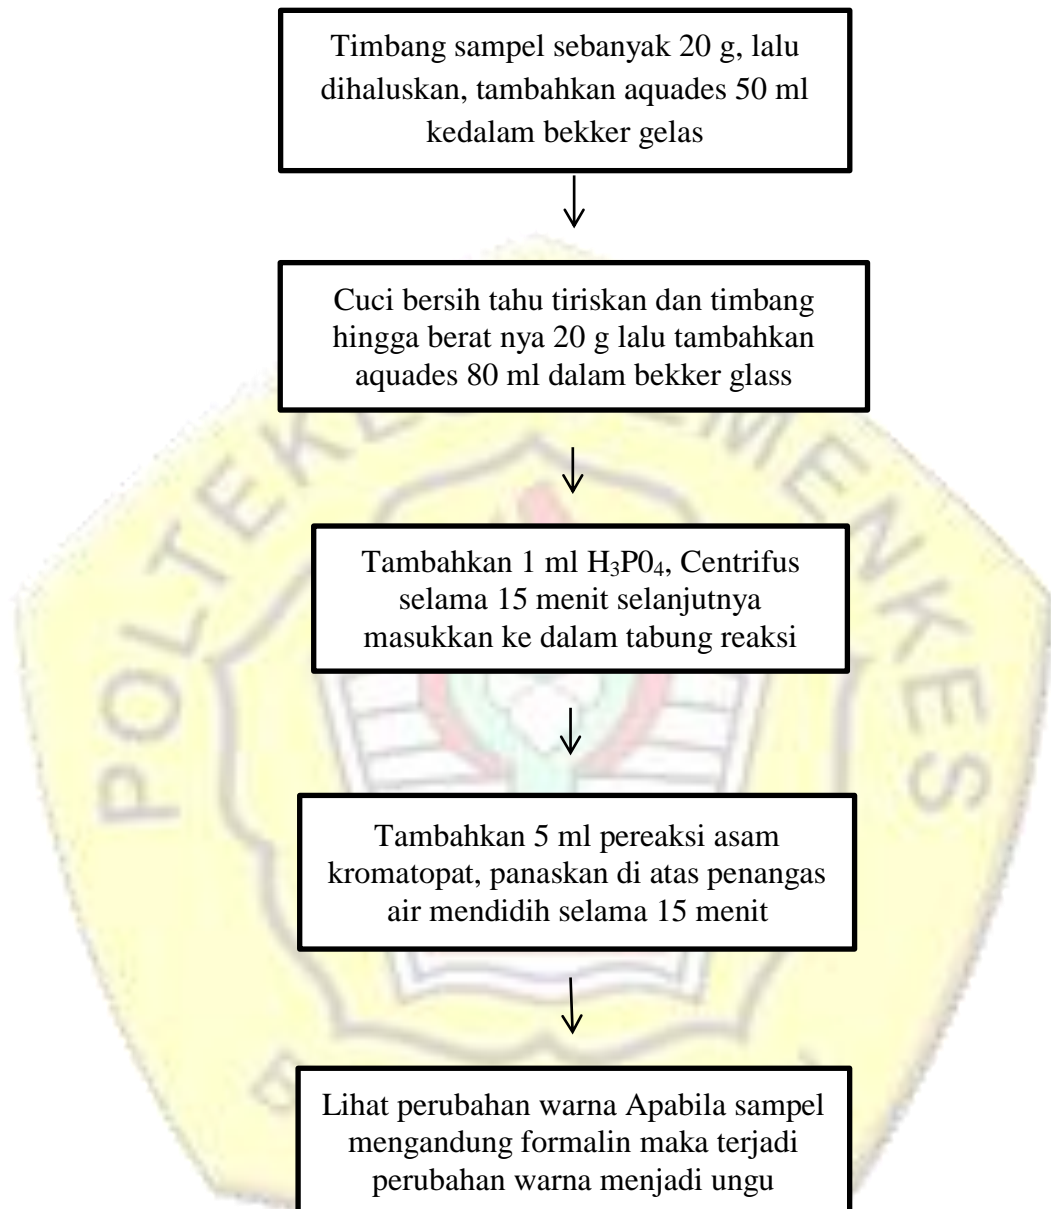 Timbang sampel sebanyak 20 g, lalu
dihaluskan, tambahkan aquades 50 ml
kedalam bekker gelas
Cuci bersih tahu tiriskan dan timbang
hingga berat nya 20 g lalu tambahkan
aquades 80 ml dalam bekker glass
Tambahkan 1 ml H₃P0₄, Centrifus
selama 15 menit selanjutnya
masukkan ke dalam tabung reaksi
Tambahkan 5 ml pereaksi asam
kromatopat, panaskan di atas penangas
air mendidih selama 15 menit
Lihat perubahan warna Apabila sampel
mengandung formalin maka terjadi
perubahan warna menjadi ungu
POLTEKES KEMENKES